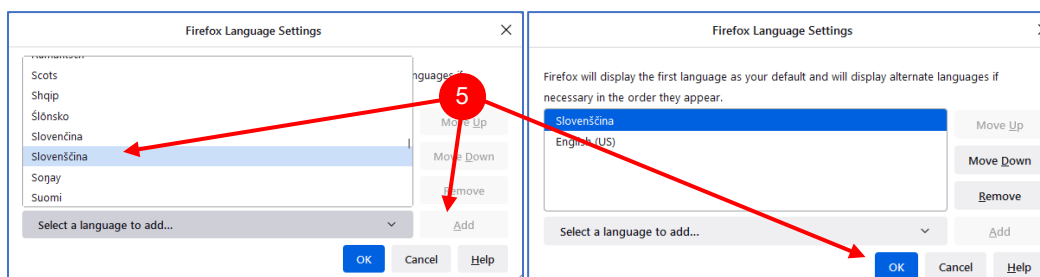 Firefox Language Settings
Scots
Shqip
Ślōnsko
Slovenčina
Slovenščina
Soŋay
Suomi
Select a language to add...
Move Up
Move Down
Remove
Add
OK Cancel Help
5
Firefox Language Settings
Firefox will display the first language as your default and will display alternate languages if
necessary in the order they appear.
Slovenščina
English (US)
Move Up
Move Down
Remove
Select a language to add...
Add
OK Cancel Help